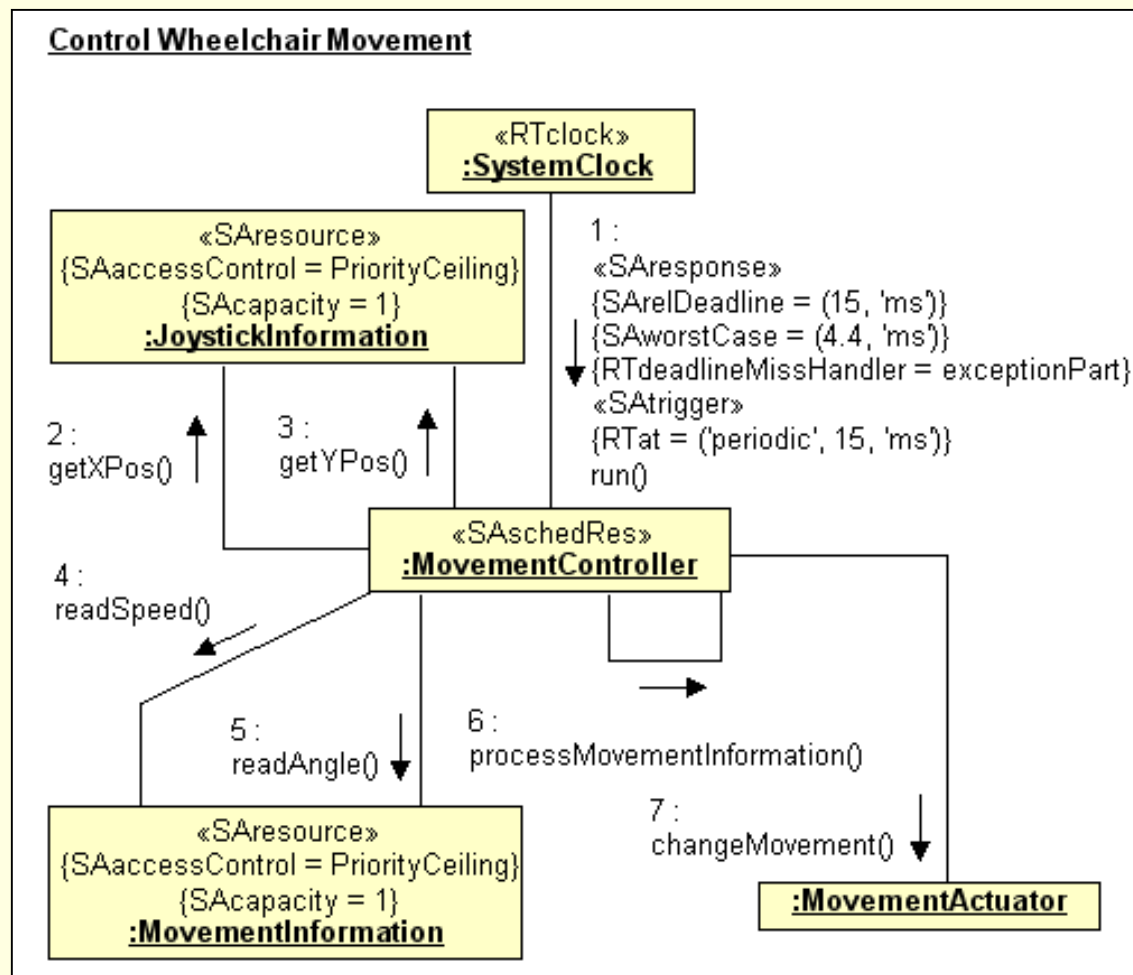 Control Wheelchair Movement
«RTclock»
:SystemClock
«SAresource»
{SAaccessControl = PriorityCeiling}
{SAcapacity = 1}
:JoystickInformation
1 :
«SAresponse»
{SArelDeadline = (15, 'ms')}
{SAworstCase = (4.4, 'ms')}
{RTdeadlineMissHandler = exceptionPart}
«SAtrigger»
{RTat = ('periodic', 15, 'ms')}
run()
2 :
getXPos()
3 :
getYPos()
«SAschedRes»
:MovementController
4 :
readSpeed()
5 :
readAngle()
6 :
processMovementInformation()
7 :
changeMovement()
«SAresource»
{SAaccessControl = PriorityCeiling}
{SAcapacity = 1}
:MovementInformation
:MovementActuator